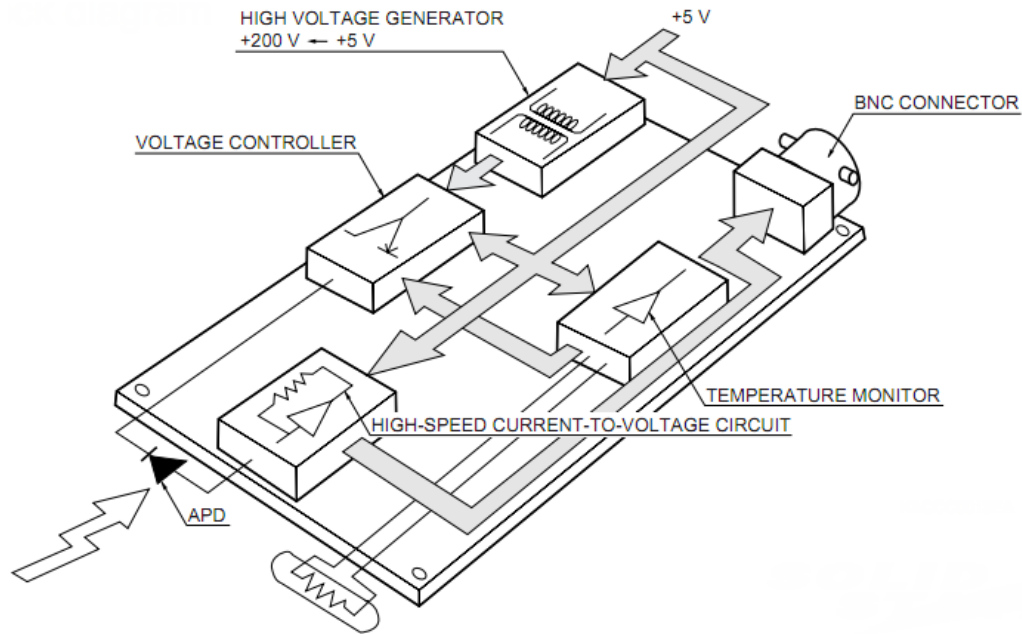 HIGH VOLTAGE GENERATOR
+200 V ← +5 V
+5 V
BNC CONNECTOR
VOLTAGE CONTROLLER
TEMPERATURE MONITOR
HIGH-SPEED CURRENT-TO-VOLTAGE CIRCUIT
APD